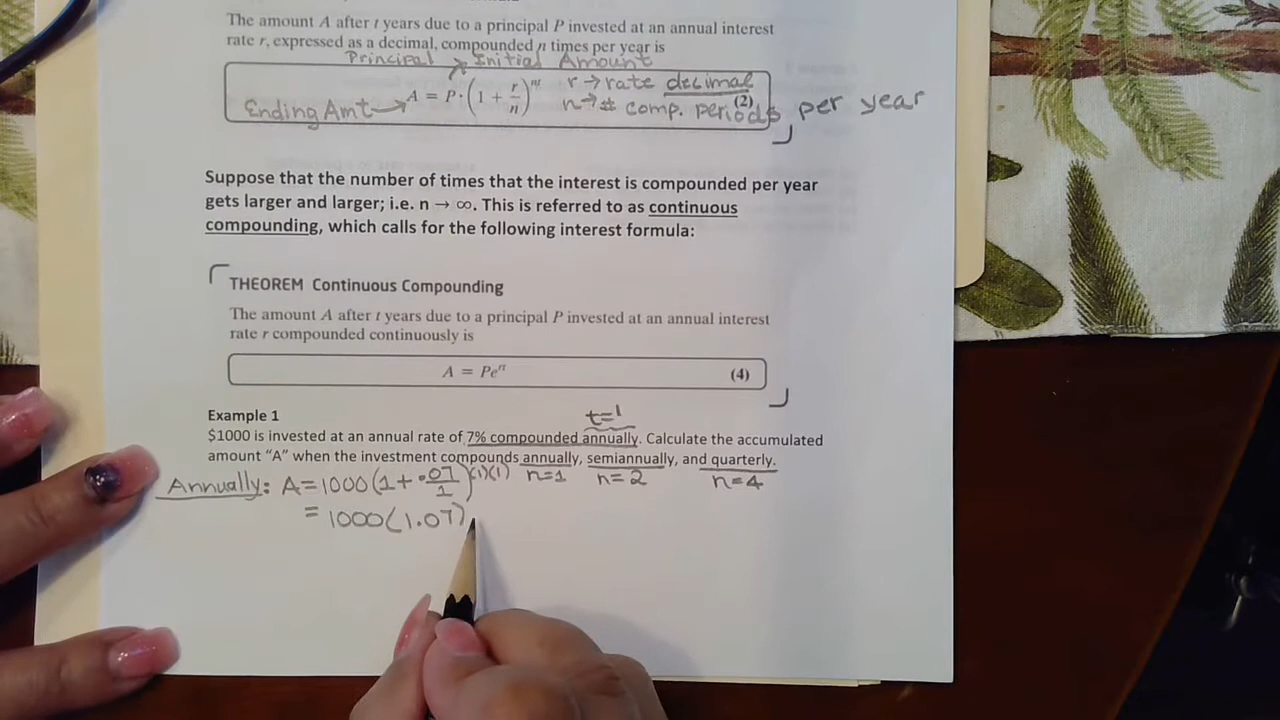 The amount A after t years due to a principal P invested at an annual interest
rate r, expressed as a decimal, compounded n times per year is
Principal → Initial Amount
Ending Amt → A = P·(1 + r/n)^nt r → rate decimal
n → # comp. periods per year
(2)
Suppose that the number of times that the interest is compounded per year
gets larger and larger; i.e. n → ∞. This is referred to as continuous
compounding, which calls for the following interest formula:
THEOREM Continuous Compounding
The amount A after t years due to a principal P invested at an annual interest
rate r compounded continuously is
A = Pe^rt (4)
Example 1
t=1
$1000 is invested at an annual rate of 7% compounded annually. Calculate the accumulated
amount “A” when the investment compounds annually, semiannually, and quarterly.
Annually: A=1000(1+.07/1)^(1)(1) n=1 n=2 n=4
= 1000(1.07)